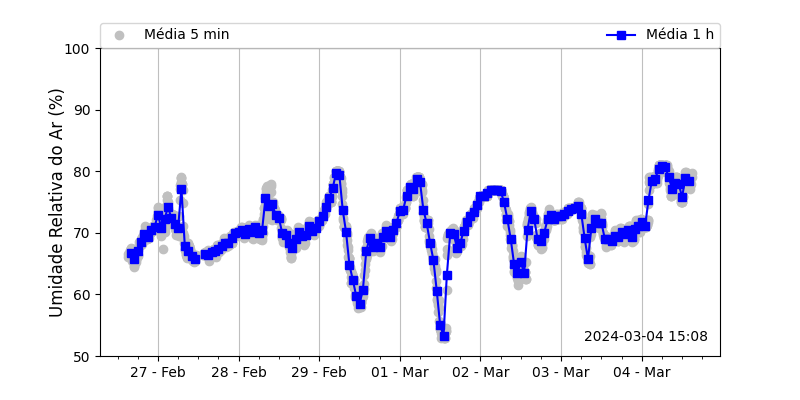 Média 5 min
Média 1 h
100
90
80
70
60
50
Umidade Relativa do Ar (%)
2024-03-04 15:08
27 - Feb
28 - Feb
29 - Feb
01 - Mar
02 - Mar
03 - Mar
04 - Mar